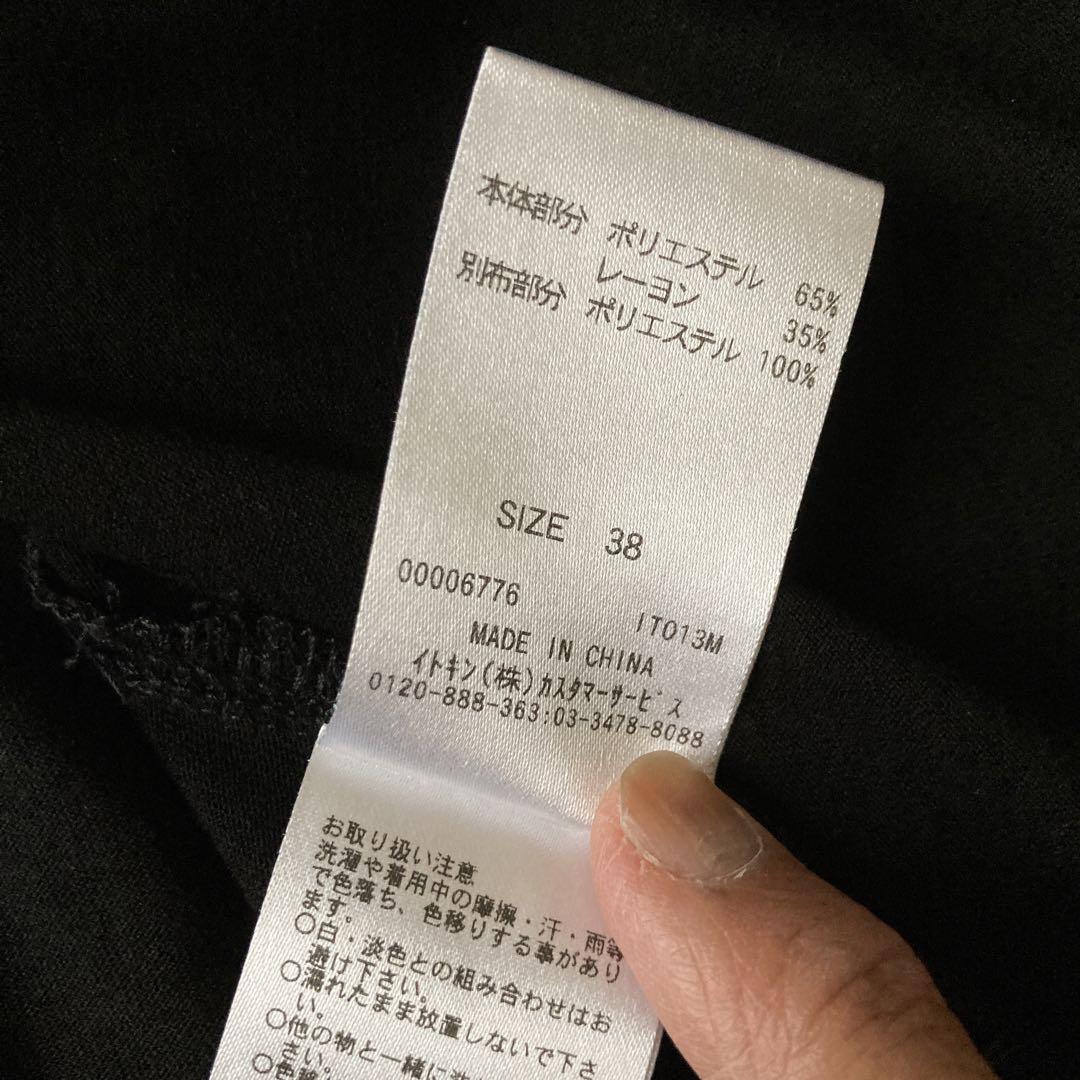 本体部分 ポリエステル 65%
レーヨン 35%
別布部分 ポリエステル 100%
SIZE 38
00006776
IT013M
MADE IN CHINA
イトキン(株)カスタマーサービス
0120-888-363:03-3478-8088
お取り扱い注意
洗濯や着用中の摩擦・汗・雨等
で色落ち、色移りする事があり
ます。
○白・淡色との組み合わせはお
避け下さい。
○濡れたまま放置しないで下さ
い。
○他の物と一緒に
さい。
○色